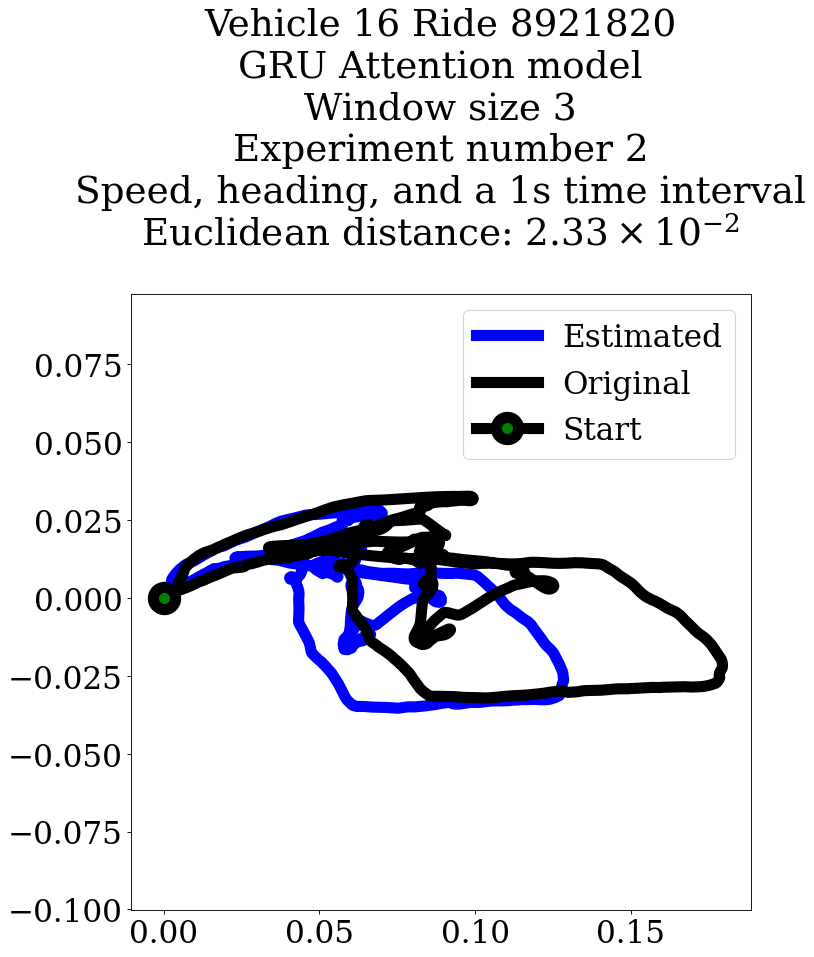 Vehicle 16 Ride 8921820
GRU Attention model
Window size 3
Experiment number 2
Speed, heading, and a 1s time interval
Euclidean distance: 2.33 × 10⁻²
Estimated
Original
Start
0.075
0.050
0.025
0.000
−0.025
−0.050
−0.075
−0.100
0.00 0.05 0.10 0.15